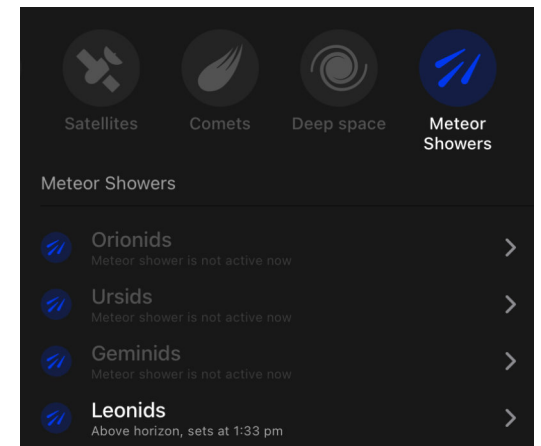 Satellites
Comets
Deep space
Meteor
Showers
Meteor Showers
Orionids
Meteor shower is not active now
Ursids
Meteor shower is not active now
Geminids
Meteor shower is not active now
Leonids
Above horizon, sets at 1:33 pm